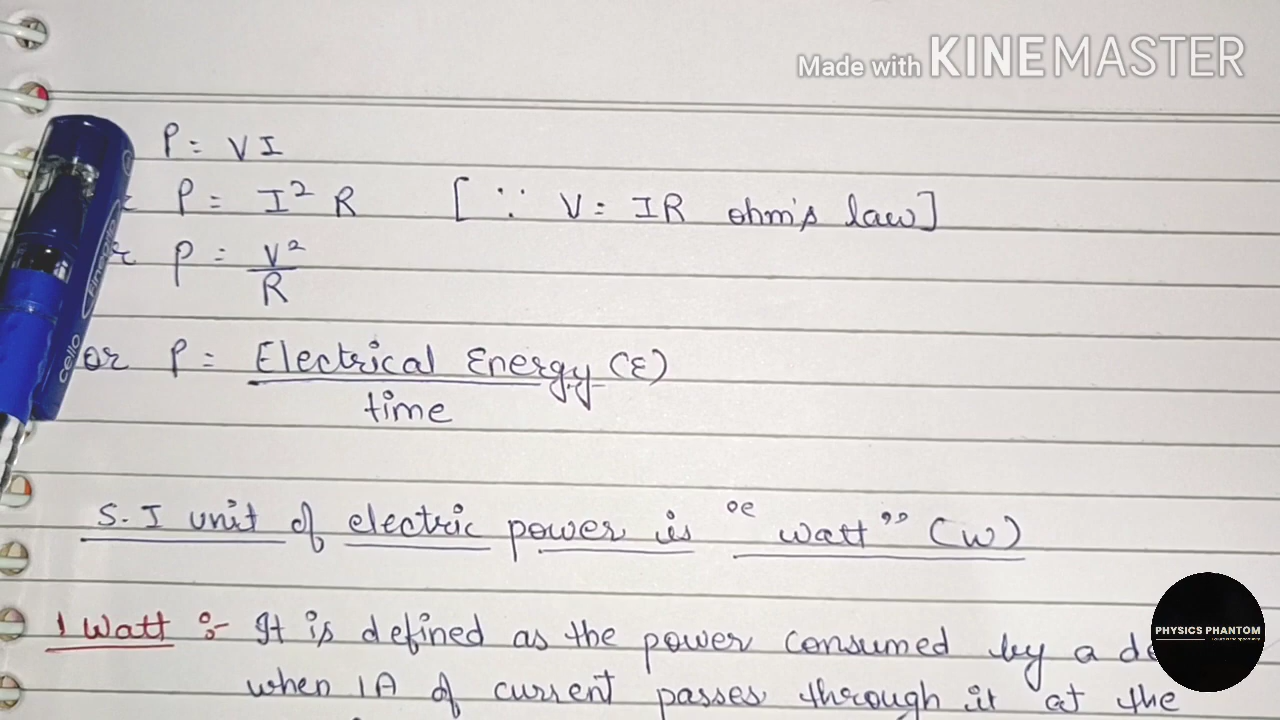 Made with KINEMASTER
P = VI
P = I² R [ ∵ V = IR ohm's law]
P = V²
R
or P = Electrical Energy (E)
time
S.I unit of electric power is "watt" (W)
1 Watt :- It is defined as the power consumed by a
when 1A of current passes through it at the
cello
PHYSICS PHANTOM